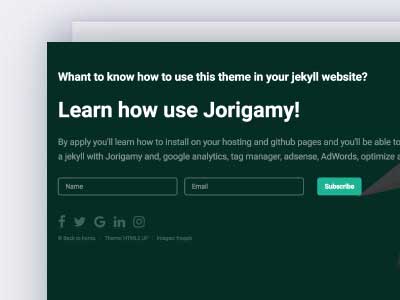 Whant to know how to use this theme in your jekyll website?
Learn how use Jorigamy!
By apply you'll learn how to install on your hosting and github pages and you'll be able to
a jekyll with Jorigamy and, google analytics, tag manager, adsense, AdWords, optimize a
Name Email Subscribe
© Back to home. Theme: HTML5 UP Images: freepik